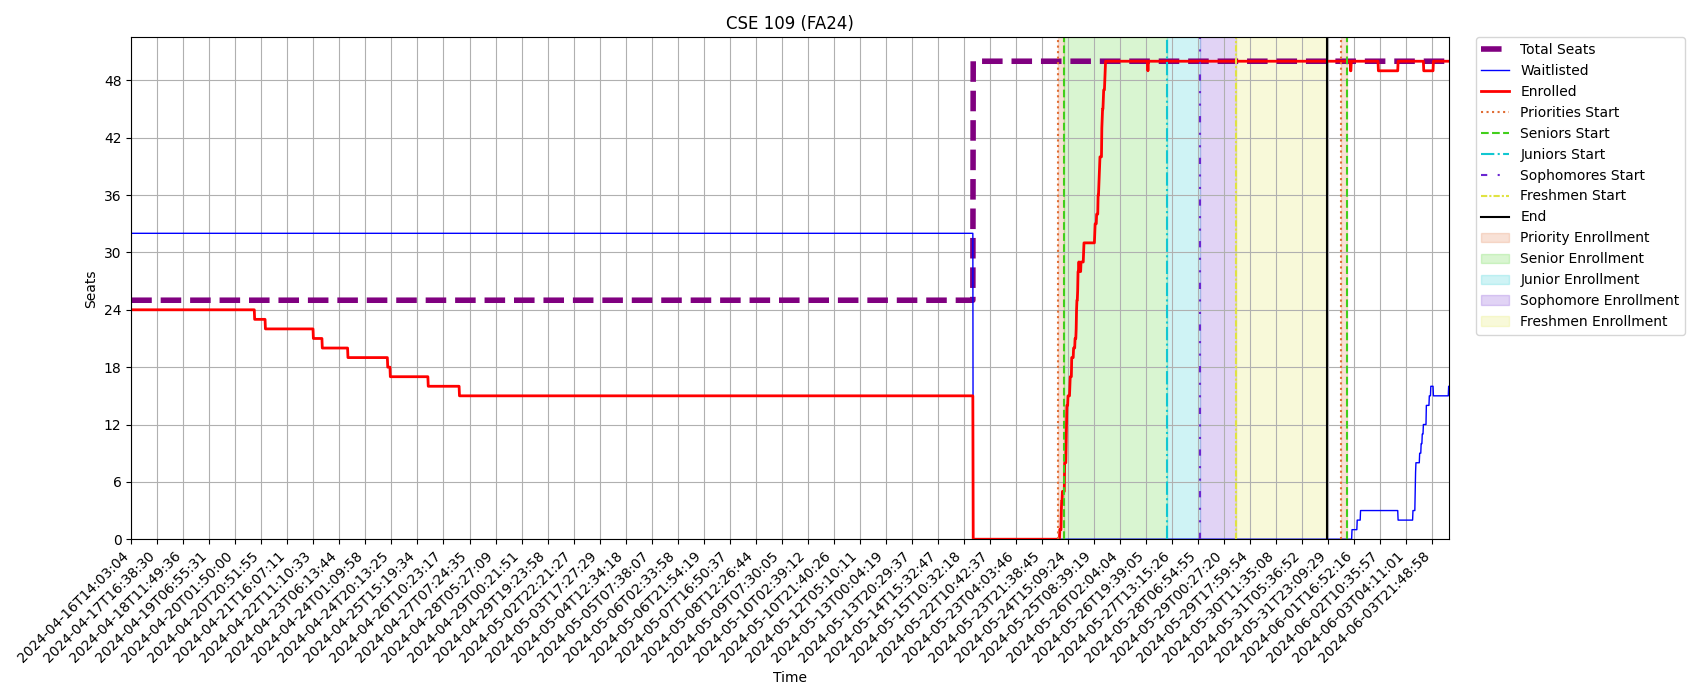 CSE 109 (FA24)
Seats
48
42
36
30
24
18
12
6
0
2024-04-16T14:03:04
2024-04-17T16:38:30
2024-04-18T11:49:36
2024-04-19T06:55:31
2024-04-20T01:50:00
2024-04-20T20:51:55
2024-04-21T16:07:11
2024-04-22T11:10:33
2024-04-23T06:13:44
2024-04-24T01:09:58
2024-04-24T20:13:25
2024-04-25T15:19:34
2024-04-26T10:23:17
2024-04-27T07:24:35
2024-04-28T05:27:09
2024-04-29T00:21:51
2024-04-29T19:23:58
2024-05-02T22:21:27
2024-05-03T17:27:29
2024-05-04T12:34:18
2024-05-05T07:38:07
2024-05-06T02:33:58
2024-05-06T21:54:19
2024-05-07T16:50:37
2024-05-08T12:26:44
2024-05-09T07:30:05
2024-05-10T02:39:12
2024-05-10T21:40:26
2024-05-12T05:10:11
2024-05-13T00:04:19
2024-05-13T20:29:37
2024-05-14T15:32:47
2024-05-15T10:32:18
2024-05-22T10:42:37
2024-05-23T04:03:46
2024-05-23T21:38:45
2024-05-24T15:09:24
2024-05-25T08:39:19
2024-05-26T02:04:04
2024-05-26T19:39:05
2024-05-27T13:15:26
2024-05-28T06:54:55
2024-05-29T00:27:20
2024-05-29T17:59:54
2024-05-30T11:35:08
2024-05-31T05:36:52
2024-05-31T23:09:29
2024-06-01T16:52:16
2024-06-02T10:35:57
2024-06-03T04:11:01
2024-06-03T21:48:58
Time
Total Seats
Waitlisted
Enrolled
Priorities Start
Seniors Start
Juniors Start
Sophomores Start
Freshmen Start
End
Priority Enrollment
Senior Enrollment
Junior Enrollment
Sophomore Enrollment
Freshmen Enrollment